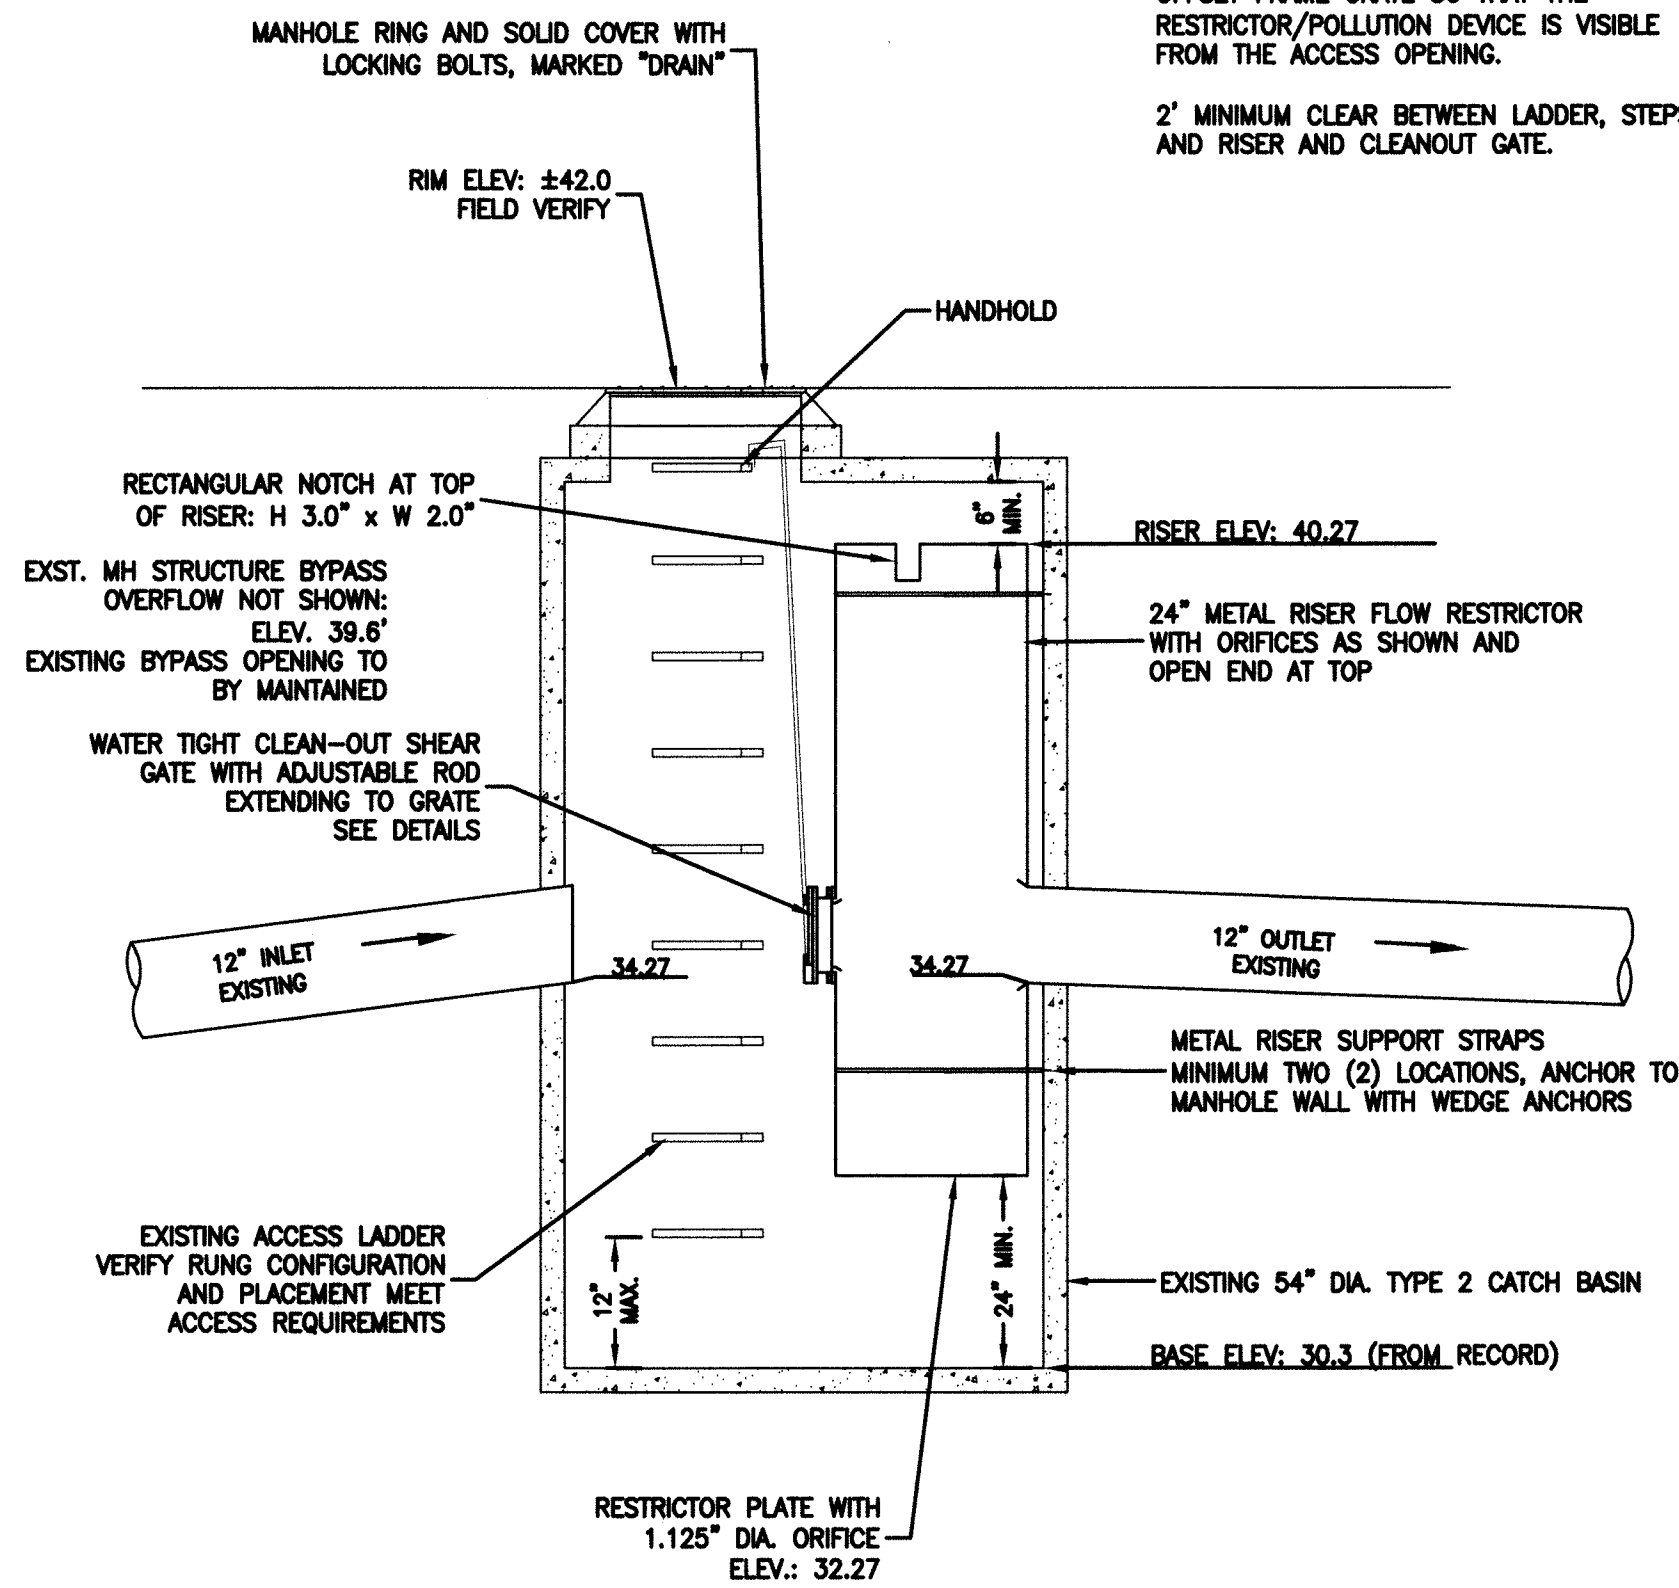 RESTRICTOR/POLLUTION DEVICE IS VISIBLE
FROM THE ACCESS OPENING.
2' MINIMUM CLEAR BETWEEN LADDER, STEPS
AND RISER AND CLEANOUT GATE.
MANHOLE RING AND SOLID COVER WITH
LOCKING BOLTS, MARKED "DRAIN"
RIM ELEV: ±42.0
FIELD VERIFY
HANDHOLD
RECTANGULAR NOTCH AT TOP
OF RISER: H 3.0" x W 2.0"
6"
MIN.
RISER ELEV: 40.27
EXST. MH STRUCTURE BYPASS
OVERFLOW NOT SHOWN:
ELEV. 39.6'
EXISTING BYPASS OPENING TO
BY MAINTAINED
24" METAL RISER FLOW RESTRICTOR
WITH ORIFICES AS SHOWN AND
OPEN END AT TOP
WATER TIGHT CLEAN-OUT SHEAR
GATE WITH ADJUSTABLE ROD
EXTENDING TO GRATE
SEE DETAILS
12" INLET
EXISTING
34.27
34.27
12" OUTLET
EXISTING
METAL RISER SUPPORT STRAPS
MINIMUM TWO (2) LOCATIONS, ANCHOR TO
MANHOLE WALL WITH WEDGE ANCHORS
EXISTING ACCESS LADDER
VERIFY RUNG CONFIGURATION
AND PLACEMENT MEET
ACCESS REQUIREMENTS
12"
MAX.
24" MIN.
EXISTING 54" DIA. TYPE 2 CATCH BASIN
BASE ELEV: 30.3 (FROM RECORD)
RESTRICTOR PLATE WITH
1.125" DIA. ORIFICE
ELEV.: 32.27